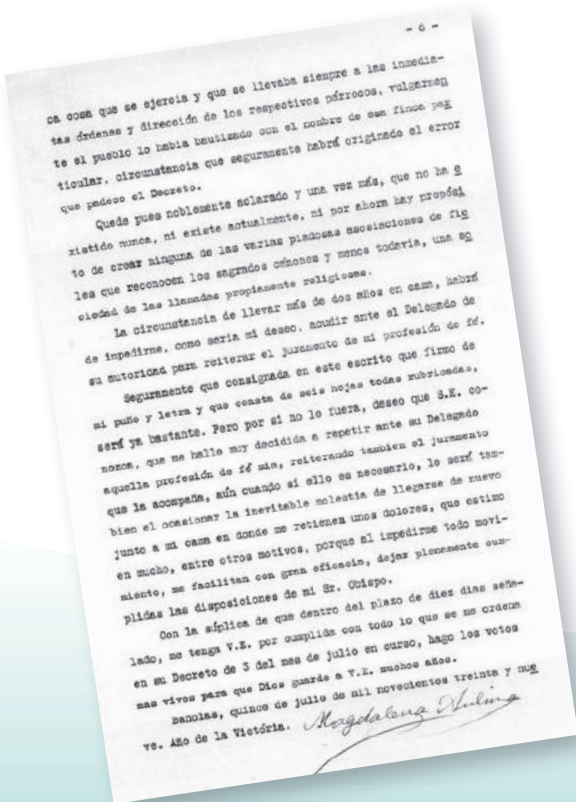 - 6 -
ca cosa que se ejercia y que se llevaba siempre a las inmedia-
tas órdenes y dirección de los respectivos párrocos, vulgarmen
te el pueblo lo habia bautizado con el nombre de esa finca par
ticular, circunstancia que seguramente habrá originado el error
que padece el Decreto.
Queda pues noblemente aclarado y una vez más, que no ha e
xistido nunca, ni existe actualmente, ni por ahora hay propósi
to de crear ninguna de las varias piadosas asociaciones de fie
les que reconocen los sagrados cánones y menos todavia, una so
ciedad de las llamadas propiamente religiosas.
La circunstancia de llevar más de dos años en cama, habrá
de impedirme, como seria mi deseo, acudir ante el Delegado de
su autoridad para reiterar el juramento de mi profesión de fé.
Seguramente que consignada en este escrito que firmo de
mi puño y letra y que consta de seis hojas todas rubricadas,
será ya bastante. Pero por si no lo fuera, deseo que S.E. co-
nozca, que me hallo muy decidida a repetir ante su Delegado
aquella profesión de fé mia, reiterando tambien el juramento
que la acompaña, aún cuando si ello es necesario, lo será tam-
bien el ocasionar la inevitable molestia de llegarse de nuevo
junto a mi cama en donde me retienen unos dolores, que estimo
en mucho, entre otros motivos, porque al impedirme todo movi-
miento, me facilitan con gran eficacia, dejar plenamente cum-
plidas las disposiciones de mi Sr. Obispo.
Con la súplica de que dentro del plazo de diez dias seña-
lado, me tenga V.E. por cumplida con todo lo que se me ordena
en su Decreto de 3 del mes de julio en curso, hago los votos
mas vivos para que Dios guarde a V.E. muchos años.
Bañolas, quince de julio de mil novecientos treinta y nue
ve. Año de la Victória. Magdalena Aulina